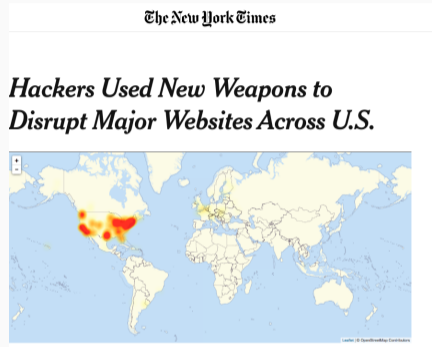 The New York Times
Hackers Used New Weapons to
Disrupt Major Websites Across U.S.
+
-
Leaflet | © OpenStreetMap Contributors